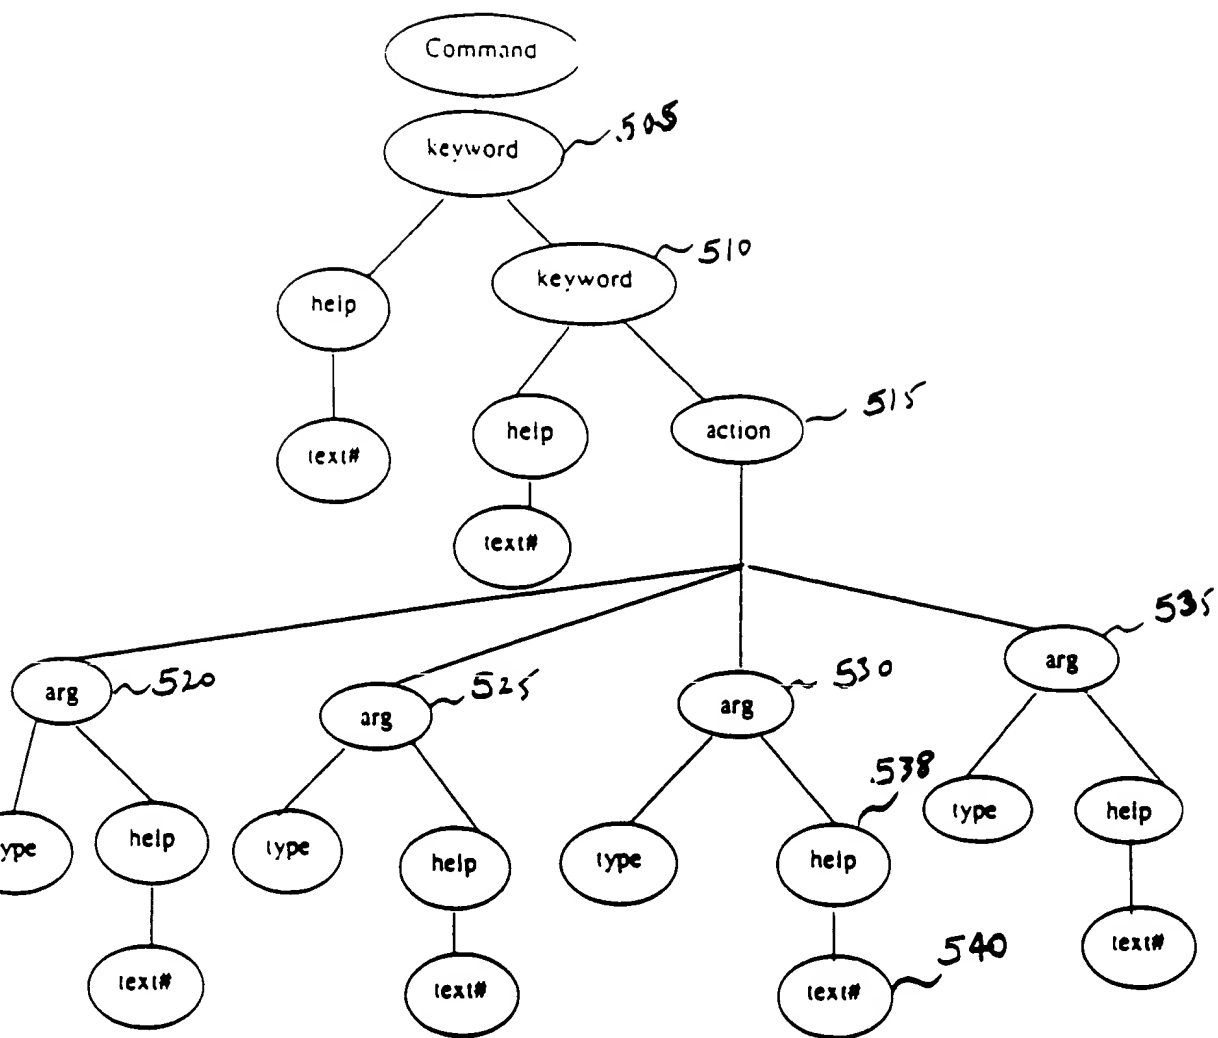 Command
keyword
505
keyword
510
help
action
515
help
text#
text#
arg
520
arg
525
arg
530
arg
535
ype
help
type
help
type
help
538
type
help
text#
text#
text#
540
text#